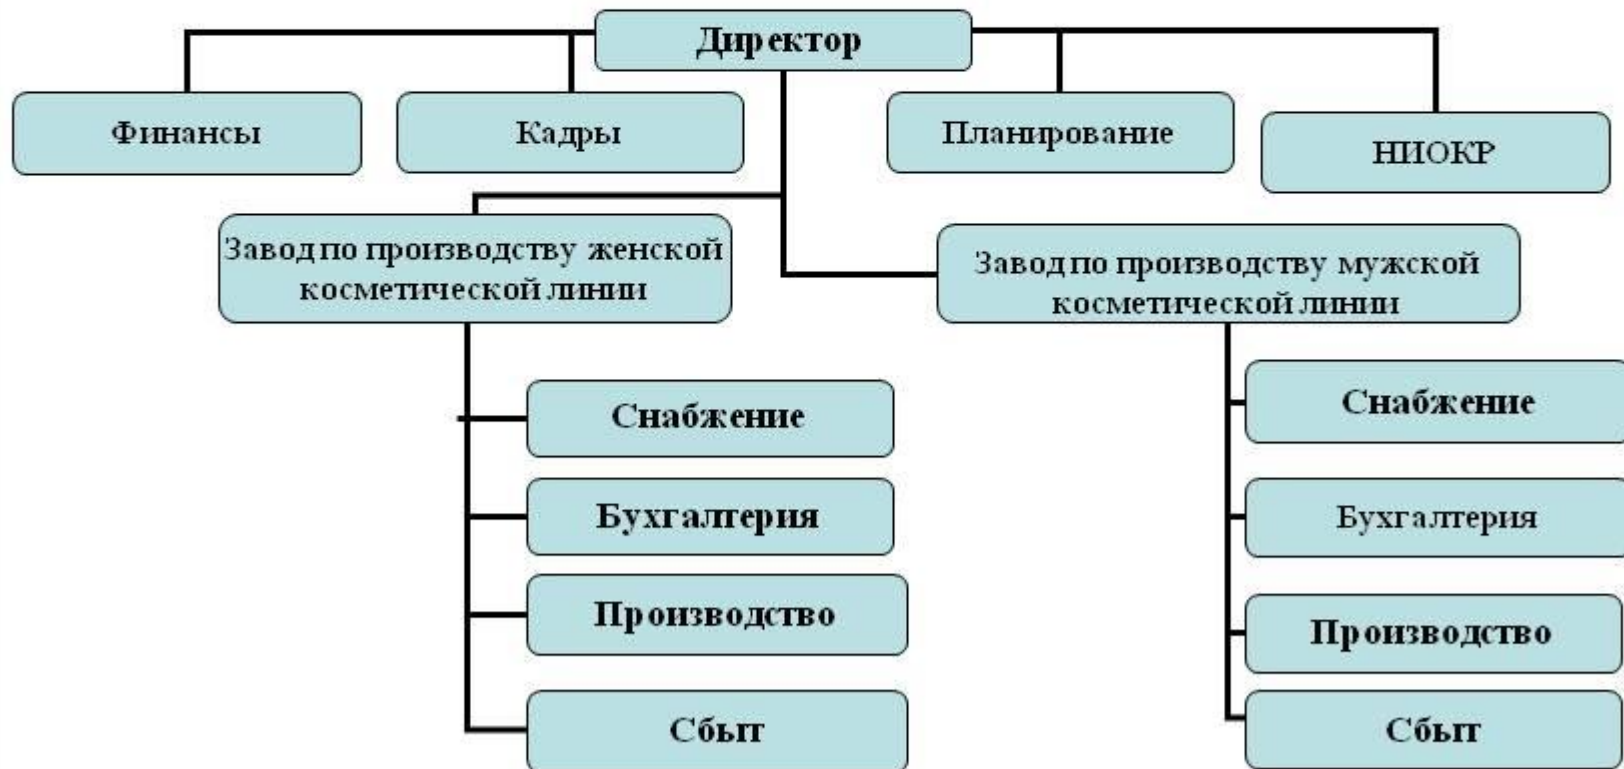 Директор
Финансы
Кадры
Планирование
НИОКР
Завод по производству женской
косметической линии
Завод по производству мужской
косметической линии
Снабжение
Бухгалтерия
Производство
Сбыт
Снабжение
Бухгалтерия
Производство
Сбыт